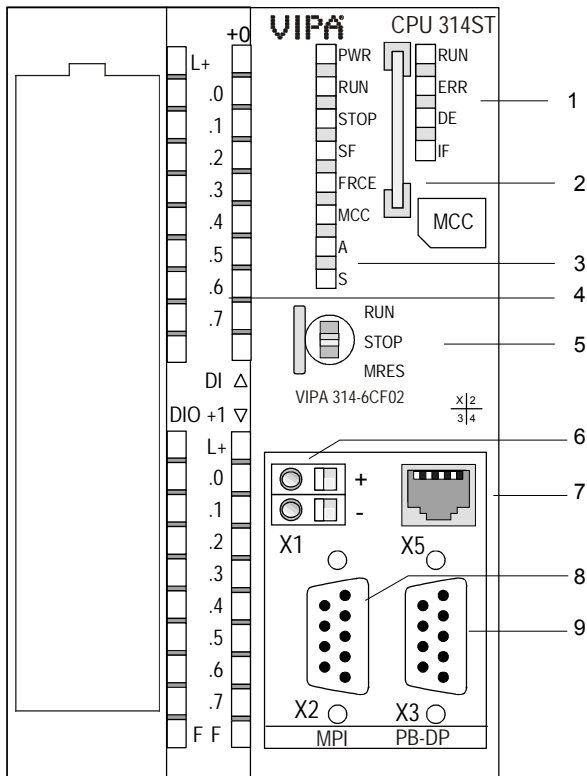 +0
L+
.0
.1
.2
.3
.4
.5
.6
.7
DI △
DIO +1 ▽
L+
.0
.1
.2
.3
.4
.5
.6
.7
F F
VIPA CPU 314ST
PWR
RUN
STOP
SF
FRCE
MCC
A
S
RUN
ERR
DE
IF
MCC
RUN
STOP
MRES
VIPA 314-6CF02
X 2
3 4
+
-
X1 X5
X2 X3
MPI PB-DP
1
2
3
4
5
6
7
8
9